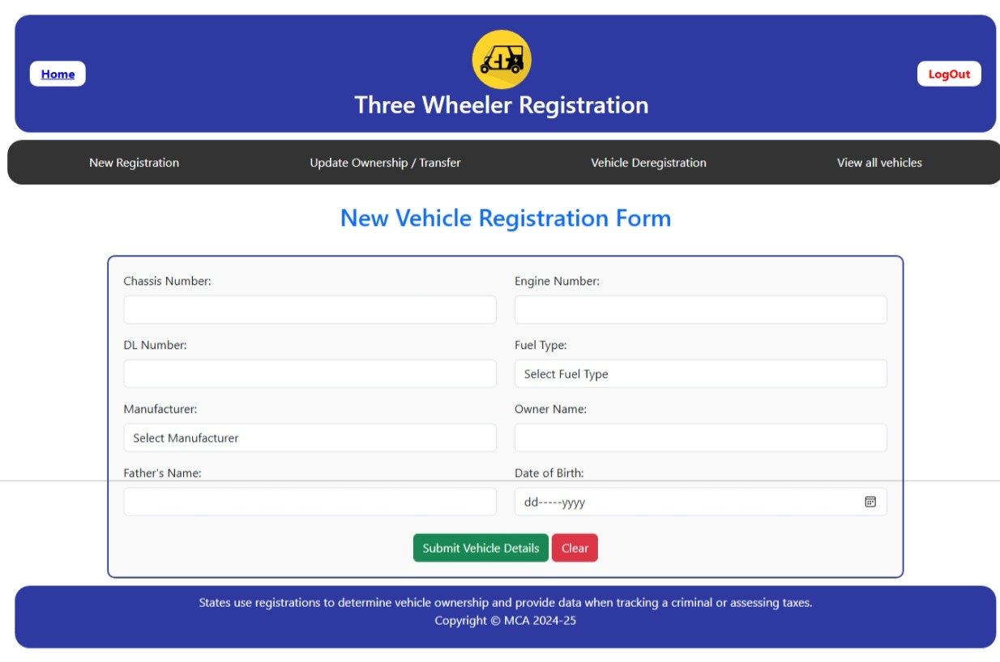 Home
LogOut
Three Wheeler Registration
New Registration Update Ownership / Transfer Vehicle Deregistration View all vehicles
New Vehicle Registration Form
Chassis Number: Engine Number:
DL Number: Fuel Type:
Select Fuel Type
Manufacturer: Owner Name:
Select Manufacturer
Father's Name: Date of Birth:
dd-----yyyy
Submit Vehicle Details Clear
States use registrations to determine vehicle ownership and provide data when tracking a criminal or assessing taxes.
Copyright © MCA 2024-25